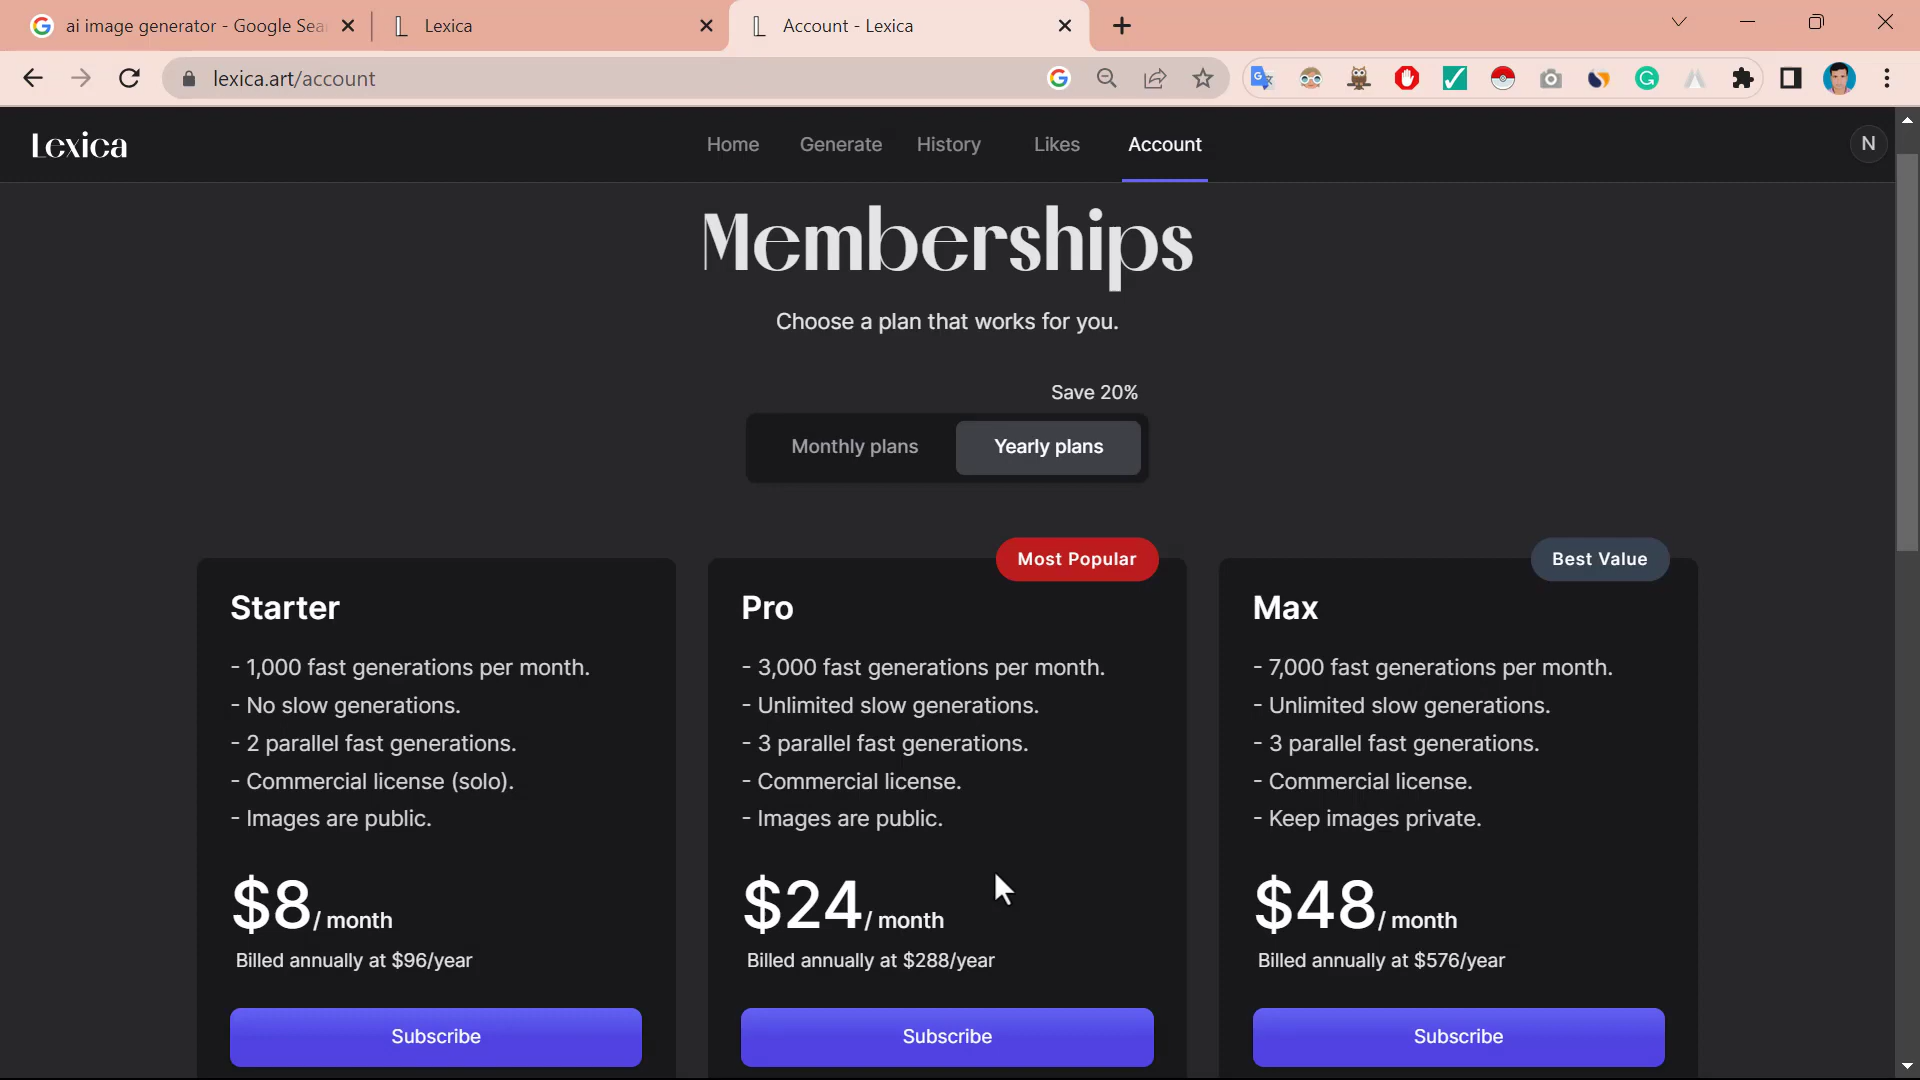 ai image generator - Google Sea
Lexica
Account - Lexica
lexica.art/account
Lexica
Home
Generate
History
Likes
Account
N
Memberships
Choose a plan that works for you.
Save 20%
Monthly plans
Yearly plans
Most Popular
Best Value
Starter
- 1,000 fast generations per month.
- No slow generations.
- 2 parallel fast generations.
- Commercial license (solo).
- Images are public.
$8/ month
Billed annually at $96/year
Subscribe
Pro
- 3,000 fast generations per month.
- Unlimited slow generations.
- 3 parallel fast generations.
- Commercial license.
- Images are public.
$24/ month
Billed annually at $288/year
Subscribe
Max
- 7,000 fast generations per month.
- Unlimited slow generations.
- 3 parallel fast generations.
- Commercial license.
- Keep images private.
$48/ month
Billed annually at $576/year
Subscribe